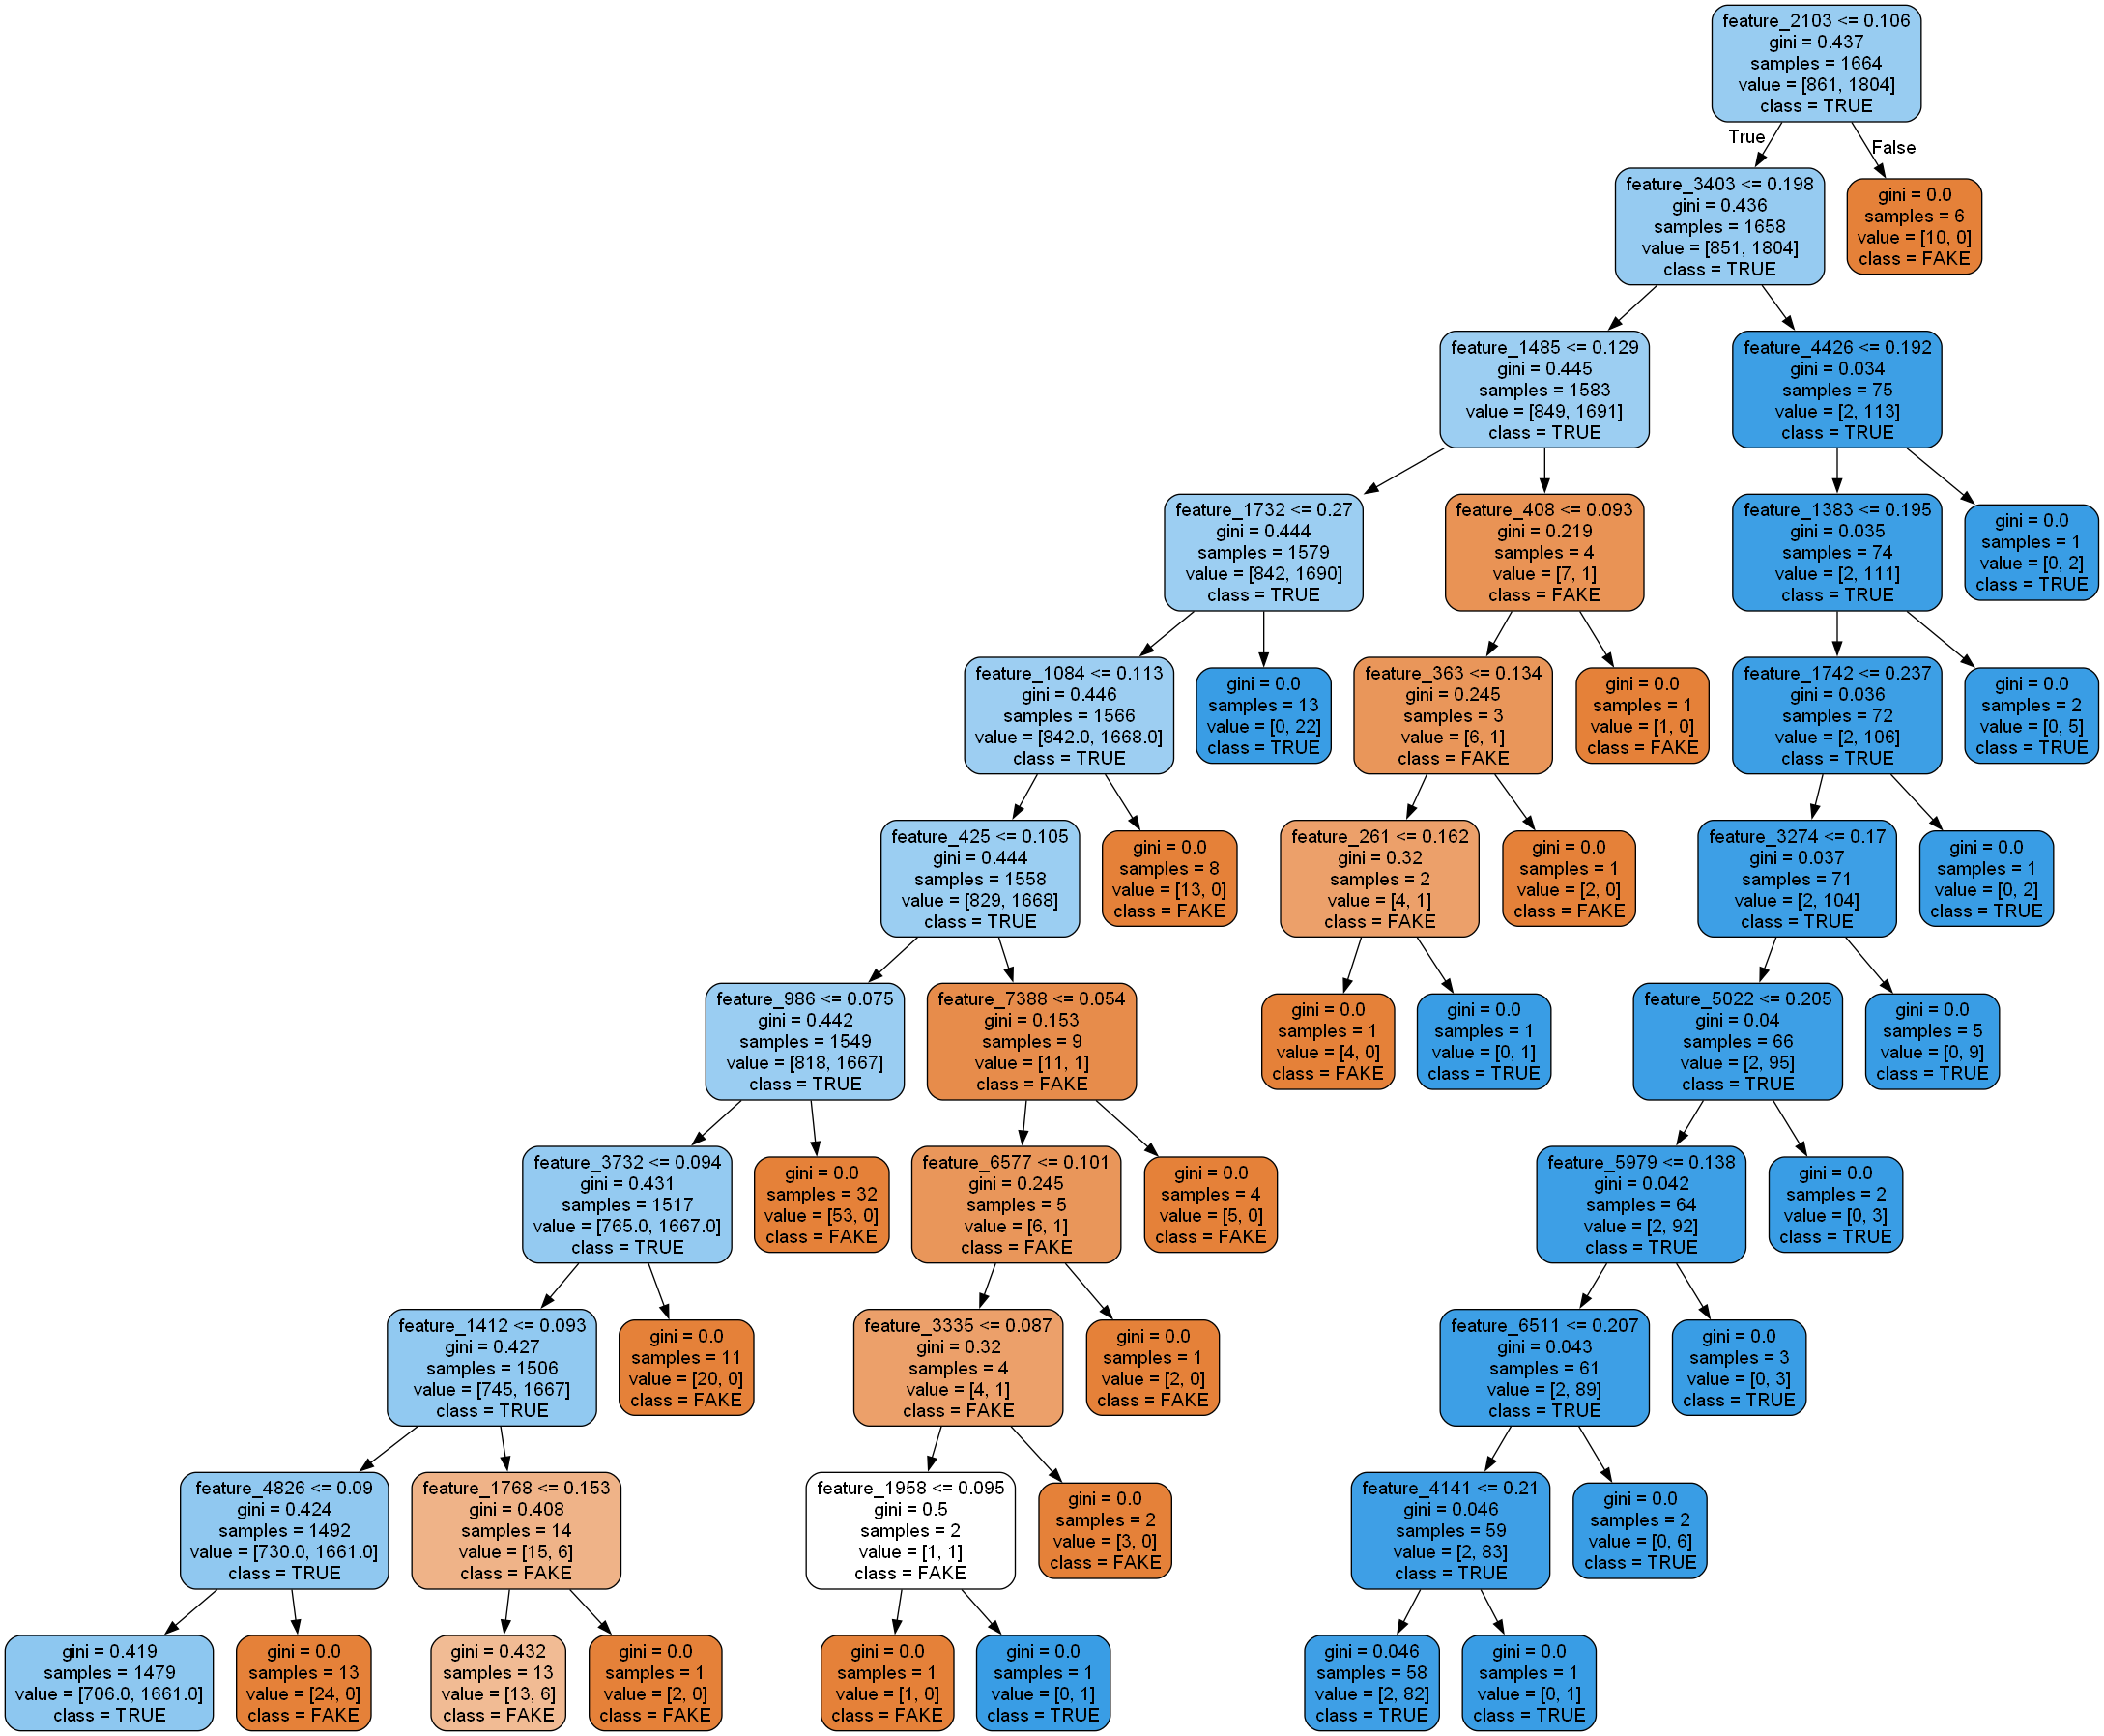 feature_2103 <= 0.106
gini = 0.437
samples = 1664
value = [861, 1804]
class = TRUE
True
False
feature_3403 <= 0.198
gini = 0.436
samples = 1658
value = [851, 1804]
class = TRUE
gini = 0.0
samples = 6
value = [10, 0]
class = FAKE
feature_1485 <= 0.129
gini = 0.445
samples = 1583
value = [849, 1691]
class = TRUE
feature_4426 <= 0.192
gini = 0.034
samples = 75
value = [2, 113]
class = TRUE
feature_1732 <= 0.27
gini = 0.444
samples = 1579
value = [842, 1690]
class = TRUE
feature_408 <= 0.093
gini = 0.219
samples = 4
value = [7, 1]
class = FAKE
feature_1383 <= 0.195
gini = 0.035
samples = 74
value = [2, 111]
class = TRUE
gini = 0.0
samples = 1
value = [0, 2]
class = TRUE
feature_1084 <= 0.113
gini = 0.446
samples = 1566
value = [842.0, 1668.0]
class = TRUE
gini = 0.0
samples = 13
value = [0, 22]
class = TRUE
feature_363 <= 0.134
gini = 0.245
samples = 3
value = [6, 1]
class = FAKE
gini = 0.0
samples = 1
value = [1, 0]
class = FAKE
feature_1742 <= 0.237
gini = 0.036
samples = 72
value = [2, 106]
class = TRUE
gini = 0.0
samples = 2
value = [0, 5]
class = TRUE
feature_425 <= 0.105
gini = 0.444
samples = 1558
value = [829, 1668]
class = TRUE
gini = 0.0
samples = 8
value = [13, 0]
class = FAKE
feature_261 <= 0.162
gini = 0.32
samples = 2
value = [4, 1]
class = FAKE
gini = 0.0
samples = 1
value = [2, 0]
class = FAKE
feature_3274 <= 0.17
gini = 0.037
samples = 71
value = [2, 104]
class = TRUE
gini = 0.0
samples = 1
value = [0, 2]
class = TRUE
feature_986 <= 0.075
gini = 0.442
samples = 1549
value = [818, 1667]
class = TRUE
feature_7388 <= 0.054
gini = 0.153
samples = 9
value = [11, 1]
class = FAKE
gini = 0.0
samples = 1
value = [4, 0]
class = FAKE
gini = 0.0
samples = 1
value = [0, 1]
class = TRUE
feature_5022 <= 0.205
gini = 0.04
samples = 66
value = [2, 95]
class = TRUE
gini = 0.0
samples = 5
value = [0, 9]
class = TRUE
feature_3732 <= 0.094
gini = 0.431
samples = 1517
value = [765.0, 1667.0]
class = TRUE
gini = 0.0
samples = 32
value = [53, 0]
class = FAKE
feature_6577 <= 0.101
gini = 0.245
samples = 5
value = [6, 1]
class = FAKE
gini = 0.0
samples = 4
value = [5, 0]
class = FAKE
feature_5979 <= 0.138
gini = 0.042
samples = 64
value = [2, 92]
class = TRUE
gini = 0.0
samples = 2
value = [0, 3]
class = TRUE
feature_1412 <= 0.093
gini = 0.427
samples = 1506
value = [745, 1667]
class = TRUE
gini = 0.0
samples = 11
value = [20, 0]
class = FAKE
feature_3335 <= 0.087
gini = 0.32
samples = 4
value = [4, 1]
class = FAKE
gini = 0.0
samples = 1
value = [2, 0]
class = FAKE
feature_6511 <= 0.207
gini = 0.043
samples = 61
value = [2, 89]
class = TRUE
gini = 0.0
samples = 3
value = [0, 3]
class = TRUE
feature_4826 <= 0.09
gini = 0.424
samples = 1492
value = [730.0, 1661.0]
class = TRUE
feature_1768 <= 0.153
gini = 0.408
samples = 14
value = [15, 6]
class = FAKE
feature_1958 <= 0.095
gini = 0.5
samples = 2
value = [1, 1]
class = FAKE
gini = 0.0
samples = 2
value = [3, 0]
class = FAKE
feature_4141 <= 0.21
gini = 0.046
samples = 59
value = [2, 83]
class = TRUE
gini = 0.0
samples = 2
value = [0, 6]
class = TRUE
gini = 0.419
samples = 1479
value = [706.0, 1661.0]
class = TRUE
gini = 0.0
samples = 13
value = [24, 0]
class = FAKE
gini = 0.432
samples = 13
value = [13, 6]
class = FAKE
gini = 0.0
samples = 1
value = [2, 0]
class = FAKE
gini = 0.0
samples = 1
value = [1, 0]
class = FAKE
gini = 0.0
samples = 1
value = [0, 1]
class = TRUE
gini = 0.046
samples = 58
value = [2, 82]
class = TRUE
gini = 0.0
samples = 1
value = [0, 1]
class = TRUE